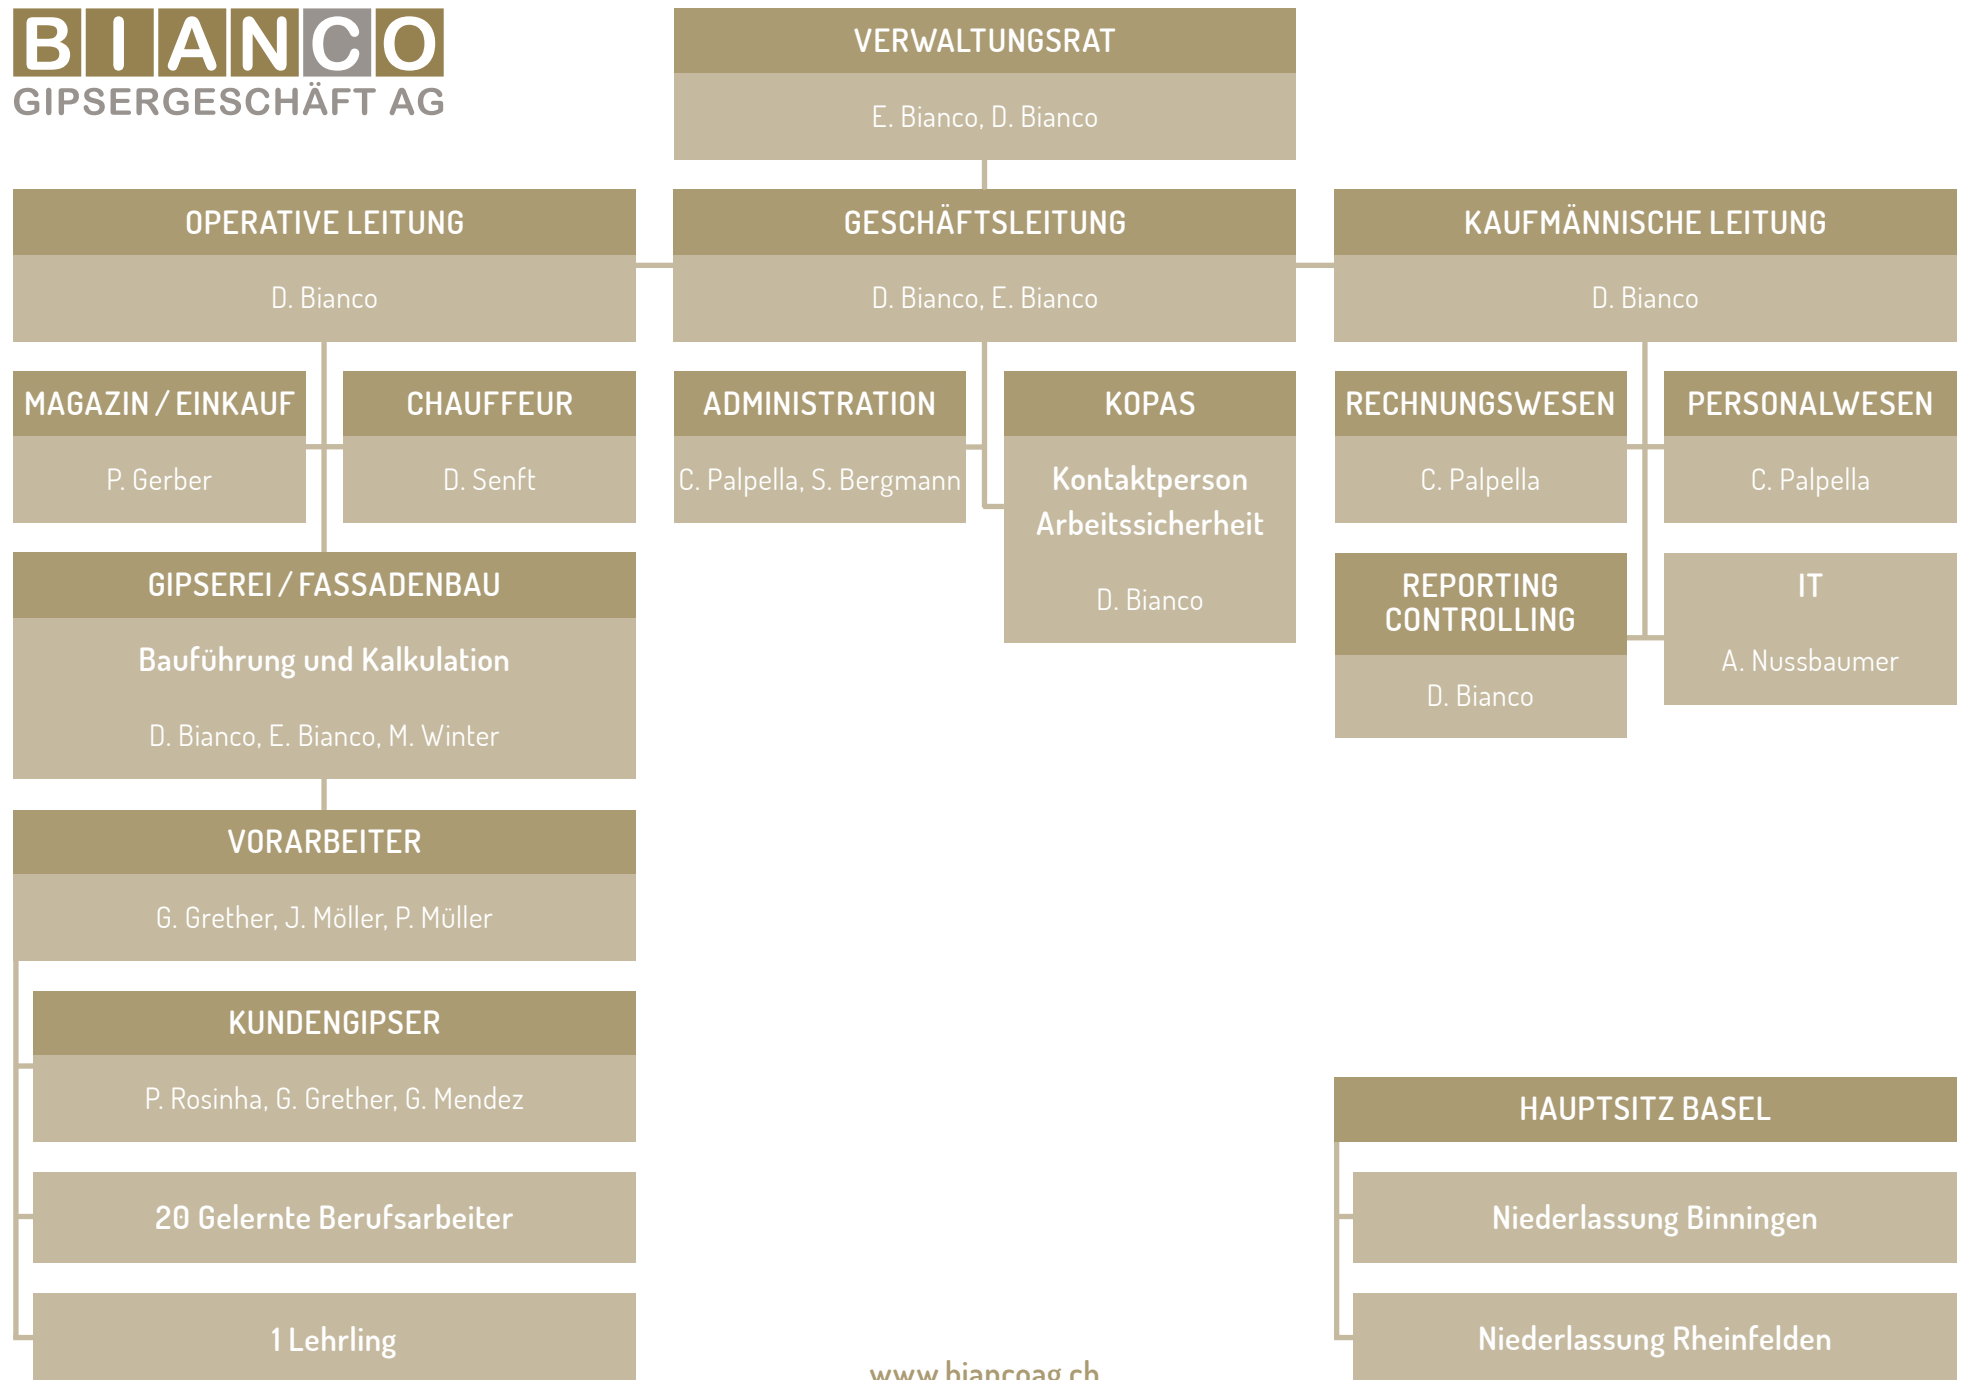 BIANCO
GIPSERGESCHÄFT AG
VERWALTUNGSRAT
E. Bianco, D. Bianco
OPERATIVE LEITUNG
D. Bianco
GESCHÄFTSLEITUNG
D. Bianco, E. Bianco
KAUFMÄNNISCHE LEITUNG
D. Bianco
MAGAZIN / EINKAUF
P. Gerber
CHAUFFEUR
D. Senft
ADMINISTRATION
C. Palpella, S. Bergmann
KOPAS
Kontaktperson
Arbeitssicherheit
D. Bianco
RECHNUNGSWESEN
C. Palpella
PERSONALWESEN
C. Palpella
REPORTING
CONTROLLING
D. Bianco
IT
A. Nussbaumer
GIPSEREI / FASSADENBAU
Bauführung und Kalkulation
D. Bianco, E. Bianco, M. Winter
VORARBEITER
G. Grether, J. Möller, P. Müller
KUNDENGIPSER
P. Rosinha, G. Grether, G. Mendez
20 Gelernte Berufsarbeiter
1 Lehrling
HAUPTSITZ BASEL
Niederlassung Binningen
Niederlassung Rheinfelden
www.biancoag.ch